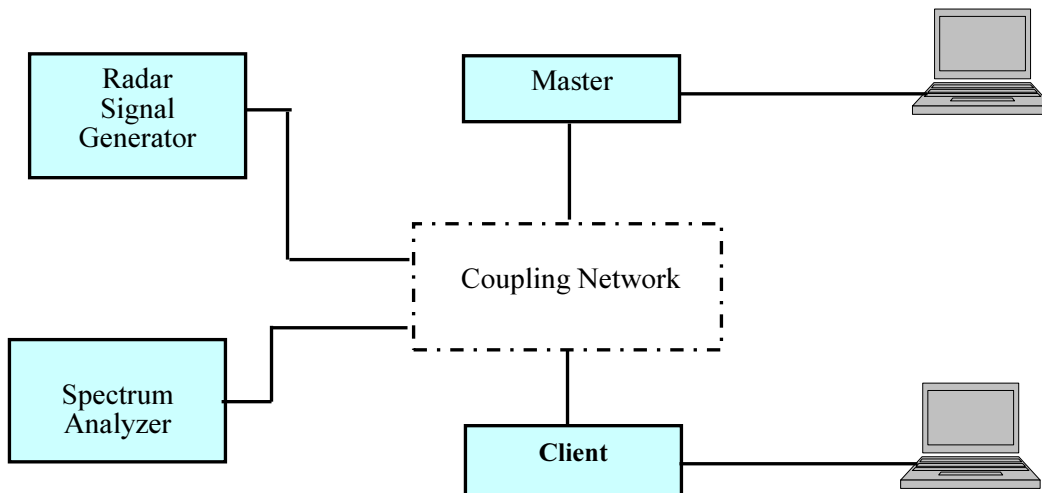 Radar
Signal
Generator
Master
Coupling Network
Spectrum
Analyzer
Client